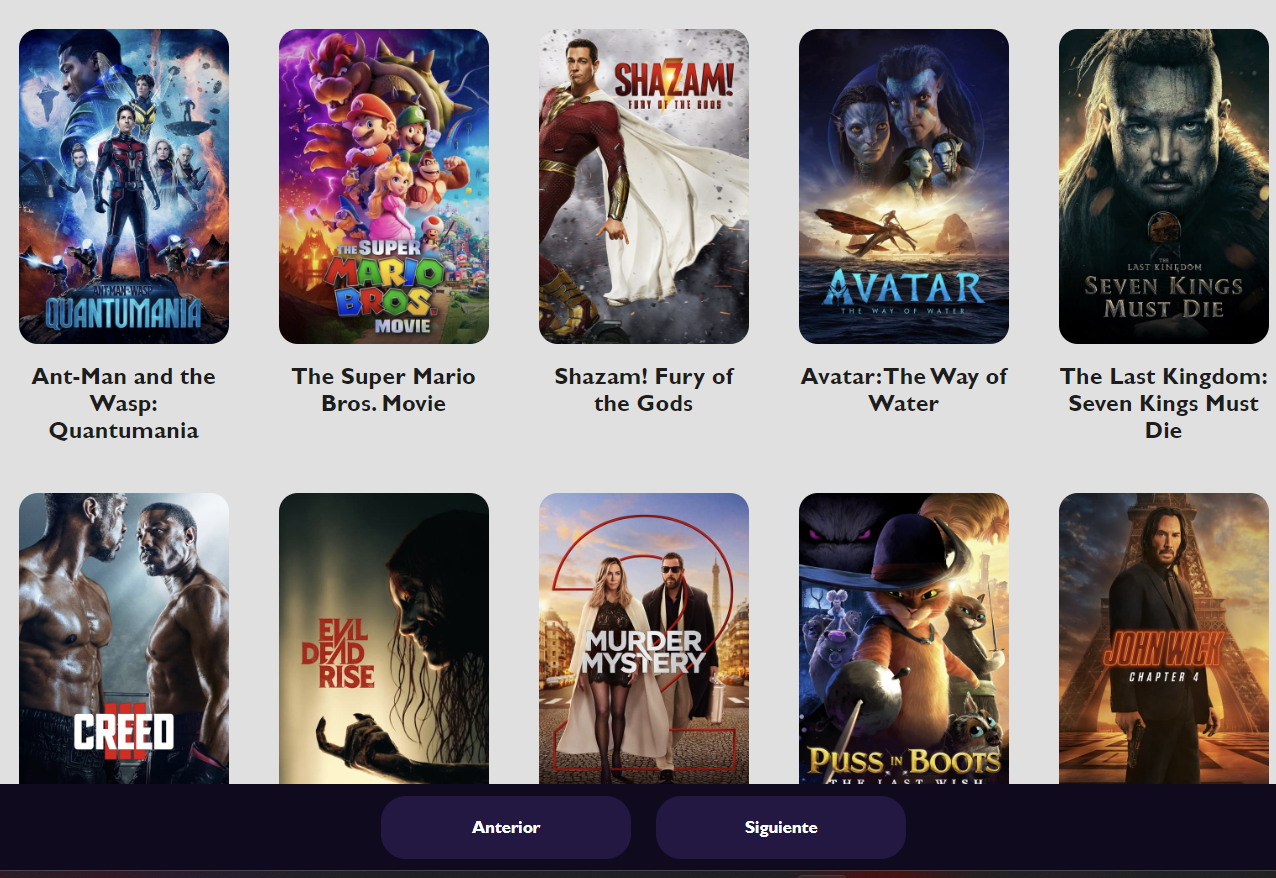 ANT-MAN AND THE WASP
QUANTUMANIA
THE SUPER
MARIO
BROS.
MOVIE
SHAZAM!
FURY OF THE GODS
AVATAR
THE WAY OF WATER
THE
LAST KINGDOM
SEVEN KINGS
MUST DIE
Ant-Man and the
Wasp:
Quantumania
The Super Mario
Bros. Movie
Shazam! Fury of
the Gods
Avatar: The Way of
Water
The Last Kingdom:
Seven Kings Must
Die
CREED
III
EVIL
DEAD
RISE
MURDER
MYSTERY
2
PUSS IN BOOTS
THE LAST WISH
JOHN WICK
CHAPTER 4
Anterior
Siguiente